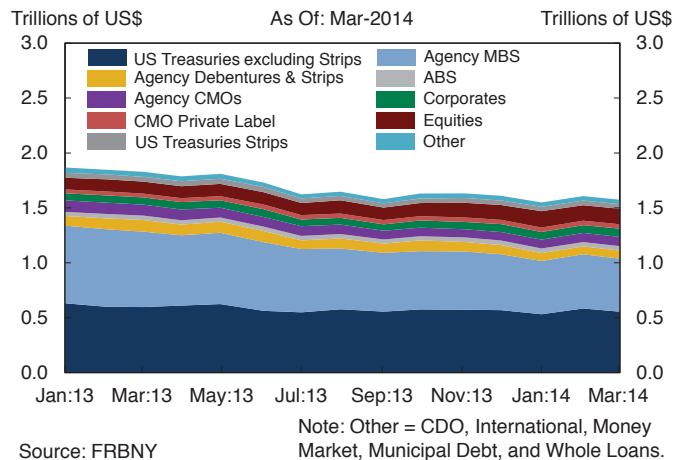 Trillions of US$ As Of: Mar-2014 Trillions of US$
3.0 3.0
US Treasuries excluding Strips Agency MBS
2.5 Agency Debentures & Strips ABS 2.5
Agency CMOs Corporates
CMO Private Label Equities
US Treasuries Strips Other
2.0 2.0
1.5 1.5
1.0 1.0
0.5 0.5
0.0 0.0
Jan:13 Mar:13 May:13 Jul:13 Sep:13 Nov:13 Jan:14 Mar:14
Note: Other = CDO, International, Money
Source: FRBNY Market, Municipal Debt, and Whole Loans.